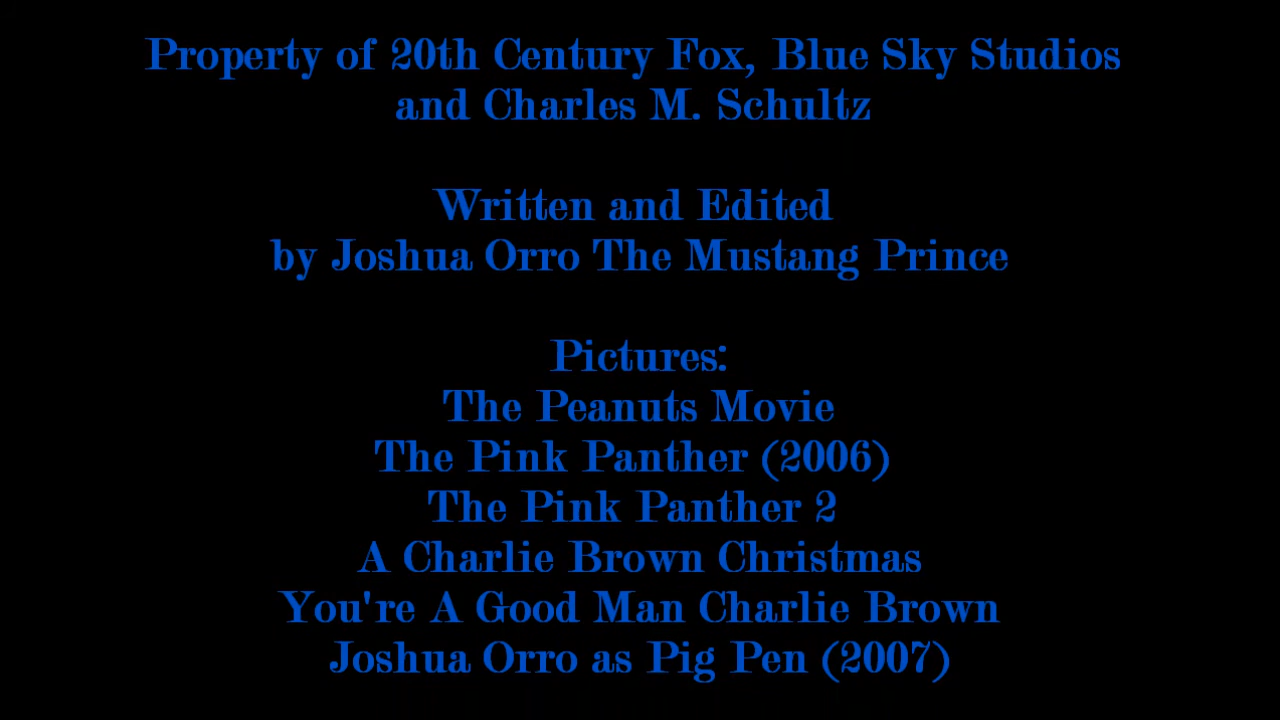 Property of 20th Century Fox, Blue Sky Studios
and Charles M. Schultz
Written and Edited
by Joshua Orro The Mustang Prince
Pictures:
The Peanuts Movie
The Pink Panther (2006)
The Pink Panther 2
A Charlie Brown Christmas
You're A Good Man Charlie Brown
Joshua Orro as Pig Pen (2007)